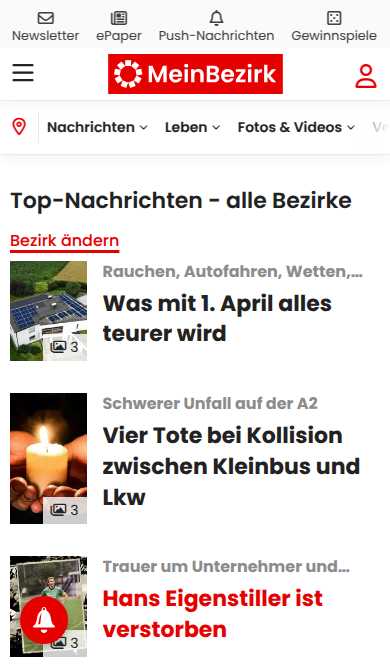 Newsletter
ePaper
Push-Nachrichten
Gewinnspiele
MeinBezirk
Nachrichten
Leben
Fotos & Videos
Top-Nachrichten - alle Bezirke
Bezirk ändern
Rauchen, Autofahren, Wetten,...
Was mit 1. April alles
teurer wird
3
Schwerer Unfall auf der A2
Vier Tote bei Kollision
zwischen Kleinbus und
Lkw
3
Trauer um Unternehmer und...
Hans Eigenstiller ist
verstorben
3